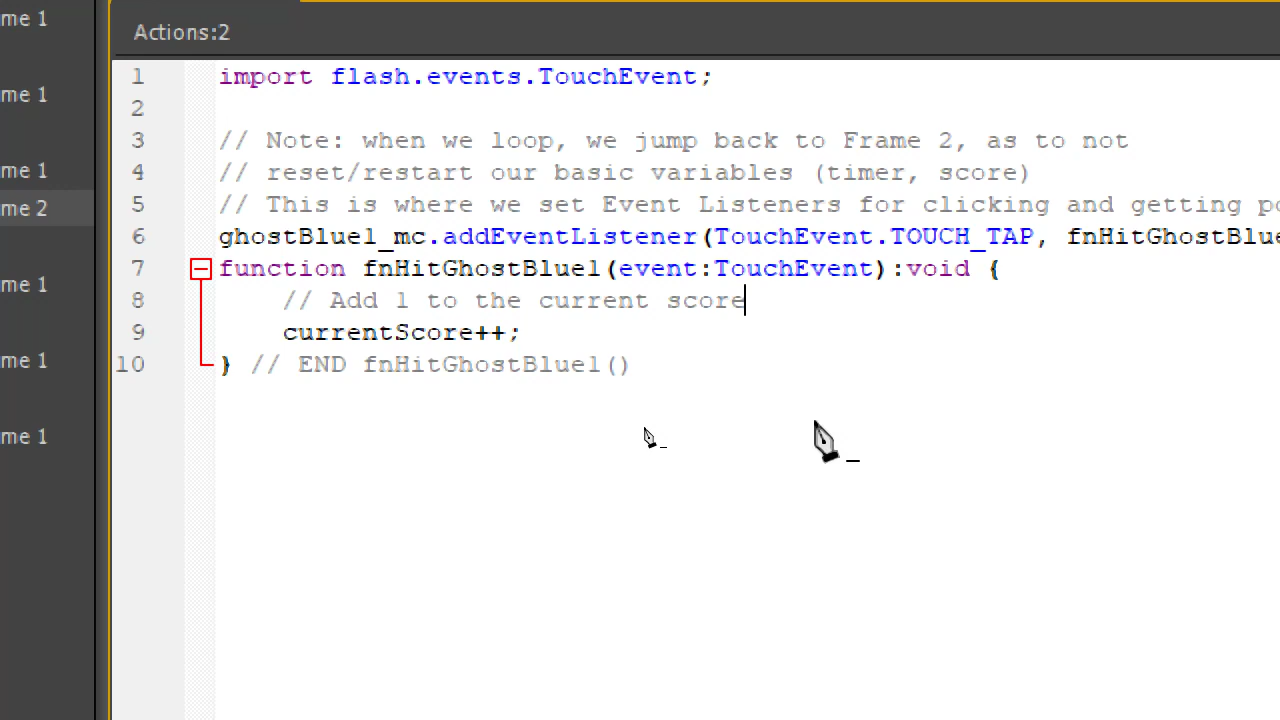 me 1
me 1
me 1
me 2
me 1
me 1
me 1
Actions:2
1 import flash.events.TouchEvent;
2
3 // Note: when we loop, we jump back to Frame 2, as to not
4 // reset/restart our basic variables (timer, score)
5 // This is where we set Event Listeners for clicking and getting
6 ghostBlue1_mc.addEventListener(TouchEvent.TOUCH_TAP, fnHitGhostBlue
7 function fnHitGhostBlue1(event:TouchEvent):void {
8 // Add 1 to the current score
9 currentScore++;
10 } // END fnHitGhostBlue1()